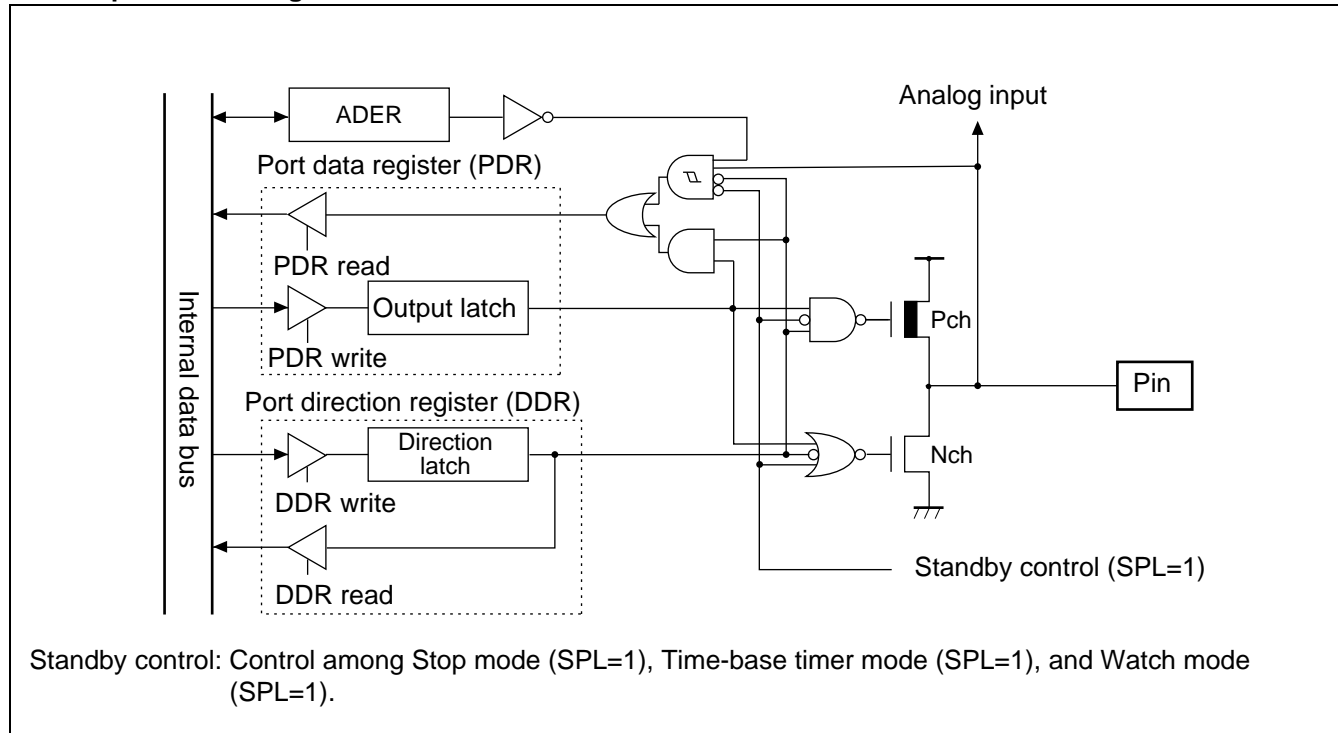 Analog input
ADER
Port data register (PDR)
PDR read
Output latch
Pch
PDR write
Pin
Internal data bus
Port direction register (DDR)
Direction
latch
Nch
DDR write
Standby control (SPL=1)
DDR read
Standby control: Control among Stop mode (SPL=1), Time-base timer mode (SPL=1), and Watch mode
(SPL=1).